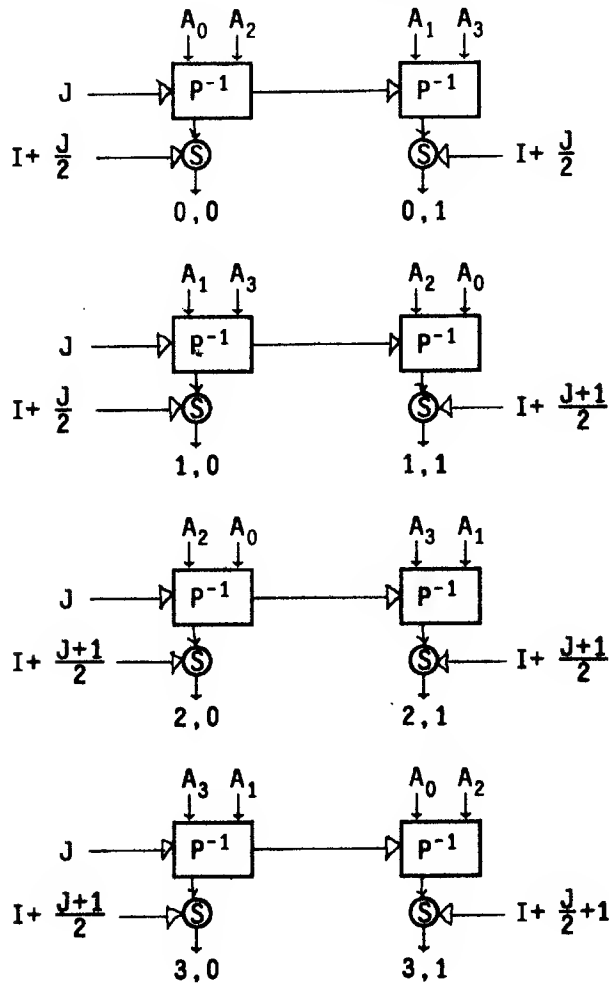 A₀ A₂ A₁ A₃
J P⁻¹ P⁻¹
I+ J/2 S S I+ J/2
0,0 0,1
A₁ A₃ A₂ A₀
J P⁻¹ P⁻¹
I+ J/2 S S I+ J+1/2
1,0 1,1
A₂ A₀ A₃ A₁
J P⁻¹ P⁻¹
I+ J+1/2 S S I+ J+1/2
2,0 2,1
A₃ A₁ A₀ A₂
J P⁻¹ P⁻¹
I+ J+1/2 S S I+ J/2 +1
3,0 3,1